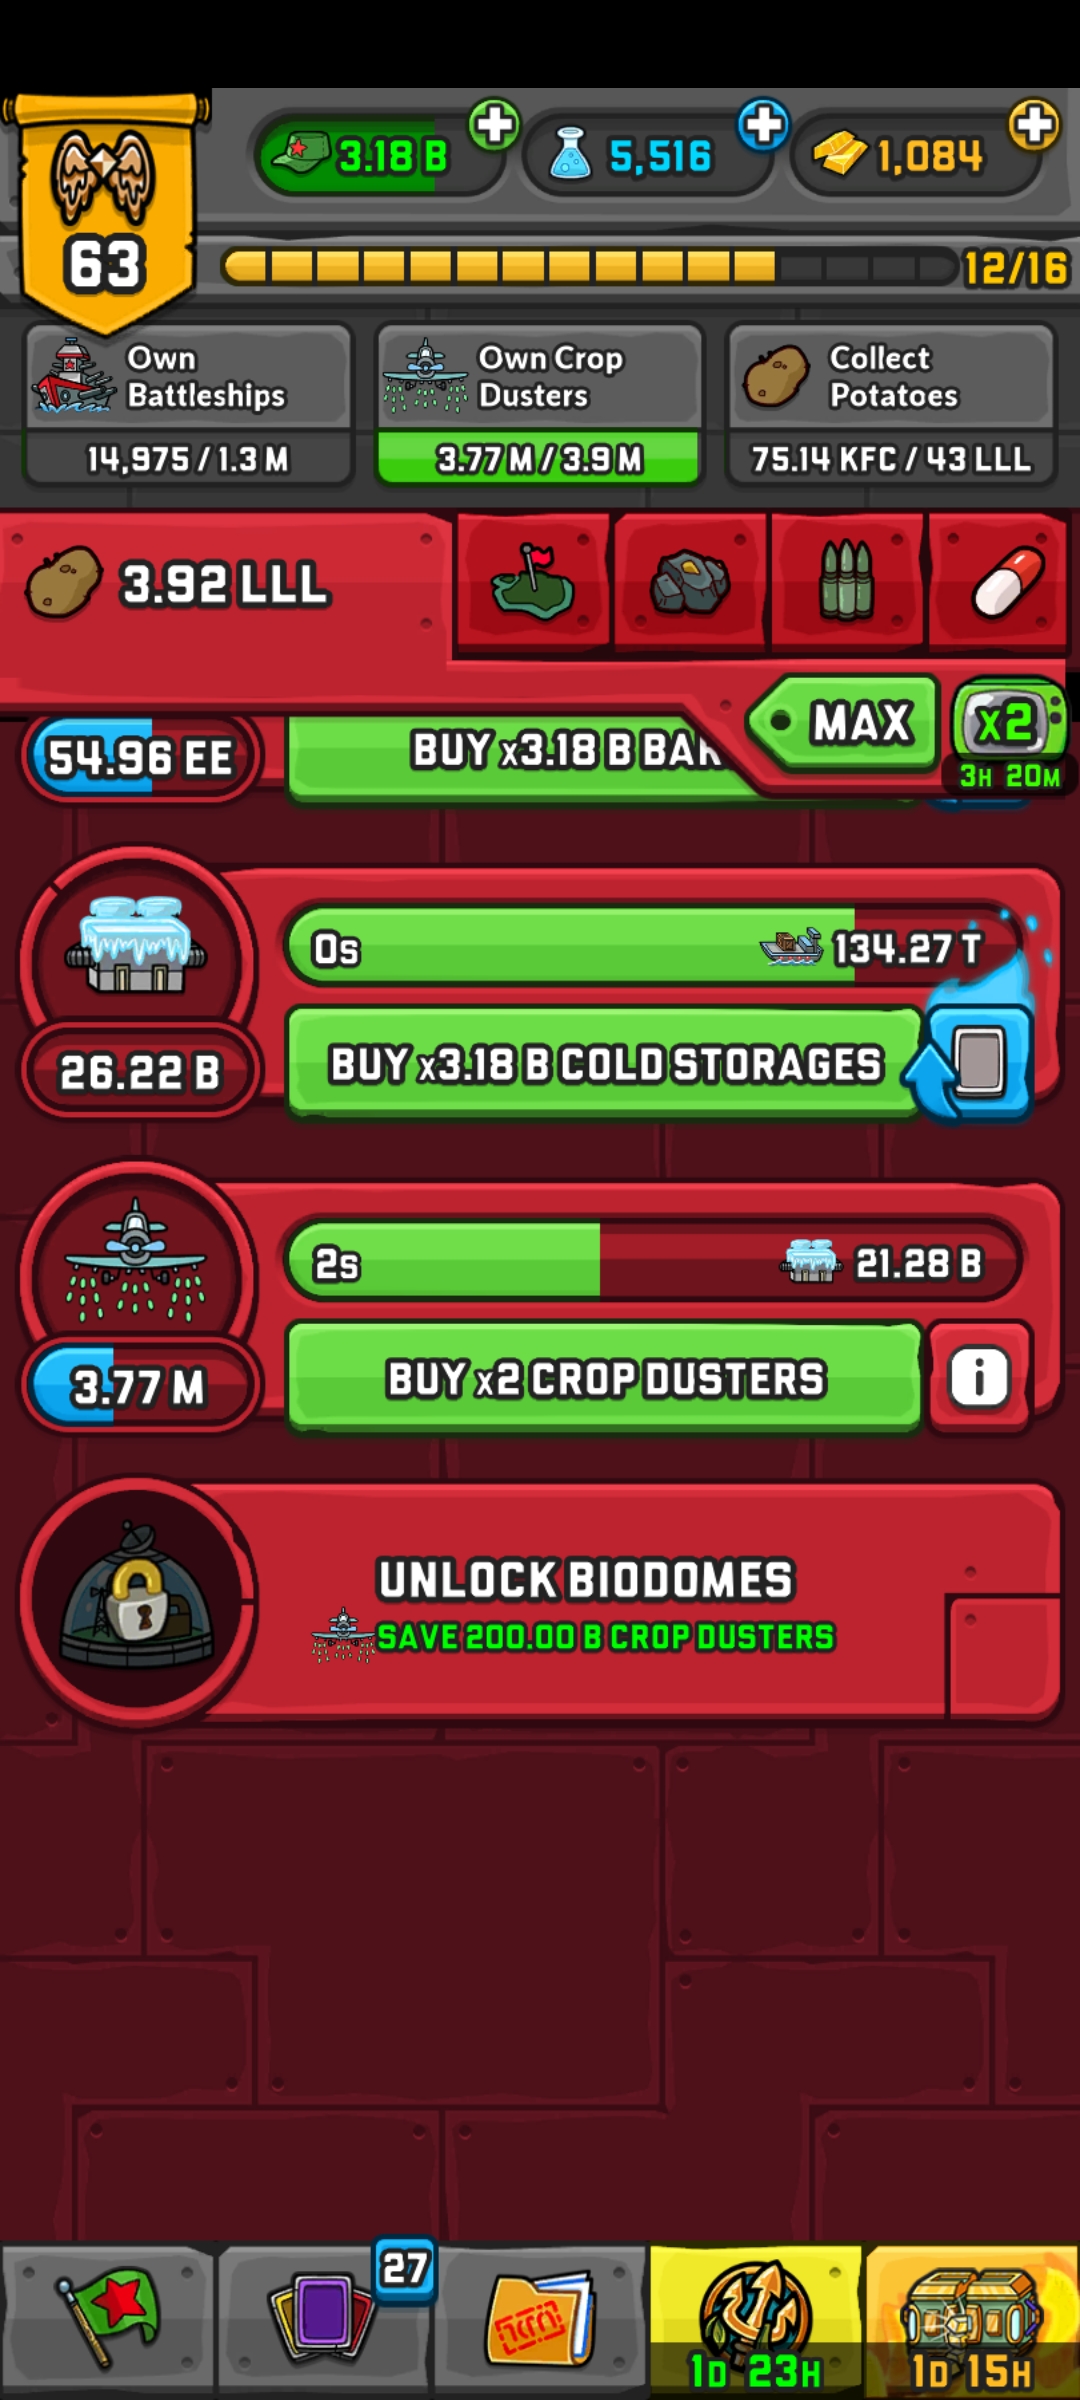 3.18 B
5,516
1,084
63
12/16
Own
Battleships
14,975 / 1.3 M
Own Crop
Dusters
3.77 M / 3.9 M
Collect
Potatoes
75.14 KFC / 43 LLL
3.92 LLL
MAX
x2
3H 20M
54.96 EE
BUY x3.18 B BAR
0s
134.27 T
26.22 B
BUY x3.18 B COLD STORAGES
2s
21.28 B
3.77 M
BUY x2 CROP DUSTERS
i
UNLOCK BIODOMES
SAVE 200.00 B CROP DUSTERS
27
1D 23H
1D 15H